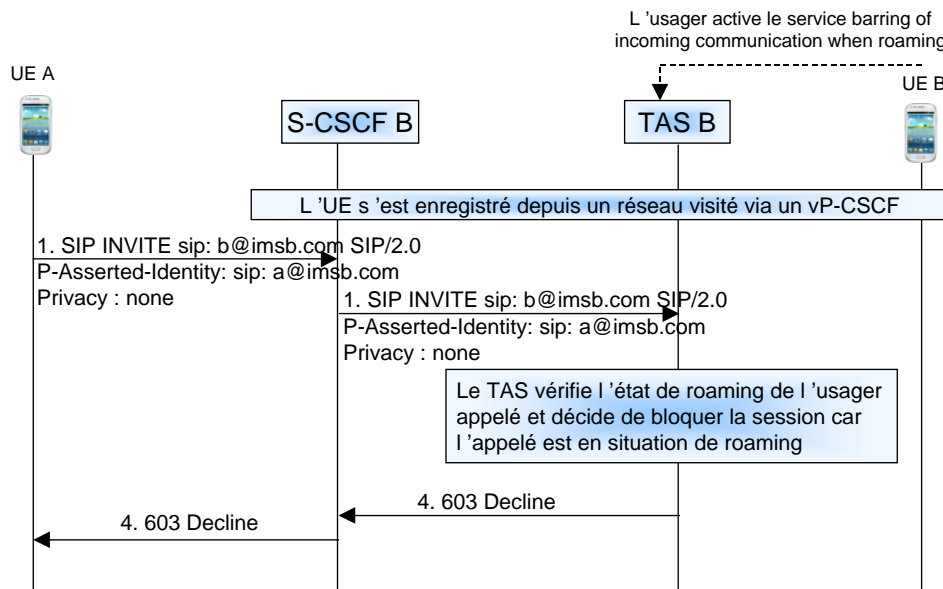 L 'usager active le service barring of
incoming communication when roaming
UE A
UE B
S-CSCF B
TAS B
L 'UE s 'est enregistré depuis un réseau visité via un vP-CSCF
1. SIP INVITE sip: b@imsb.com SIP/2.0
P-Asserted-Identity: sip: a@imsb.com
Privacy : none
1. SIP INVITE sip: b@imsb.com SIP/2.0
P-Asserted-Identity: sip: a@imsb.com
Privacy : none
Le TAS vérifie l 'état de roaming de l 'usager
appelé et décide de bloquer la session car
l 'appelé est en situation de roaming
4. 603 Decline
4. 603 Decline